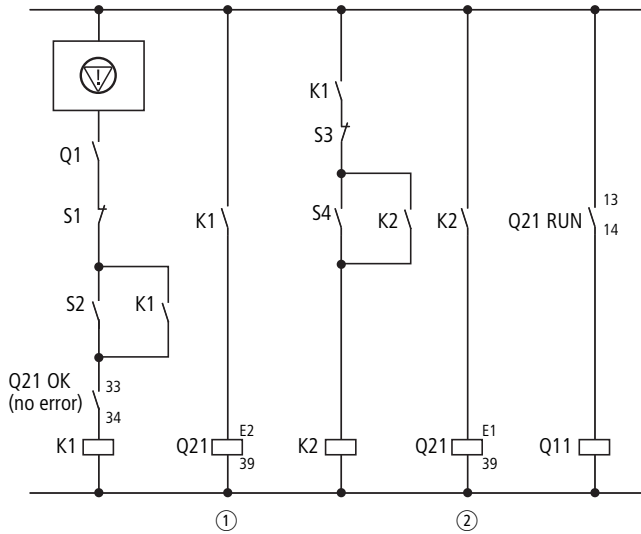 !
K1
S3
Q1
13
S1 K1 S4 K2 K2 Q21 RUN
14
S2 K1
Q21 OK 33
(no error)
34
K1 Q21 E2 39 K2 Q21 E1 39 Q11
① ②